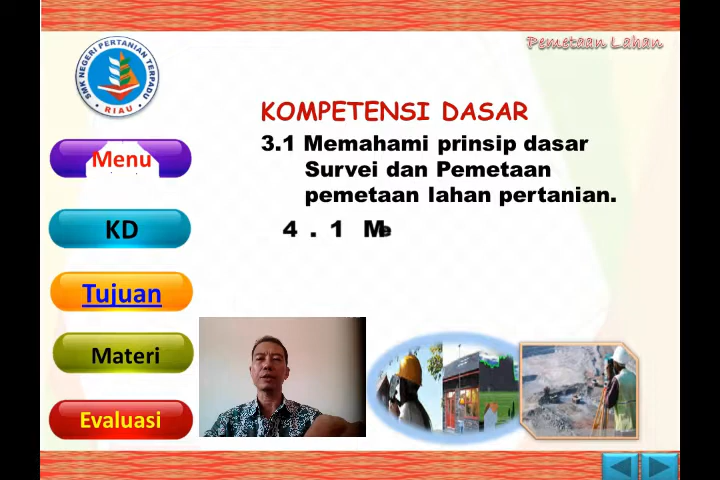 Pemetaan Lahan
SMK NEGERI PERTANIAN TERPADU
RIAU
KOMPETENSI DASAR
3.1 Memahami prinsip dasar
Survei dan Pemetaan
pemetaan lahan pertanian.
4 . 1 Me
Menu
KD
Tujuan
Materi
Evaluasi